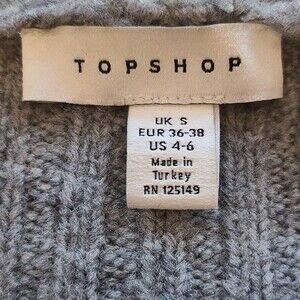 TOPSHOP
UK S
EUR 36-38
US 4-6
Made in
Turkey
RN 125149